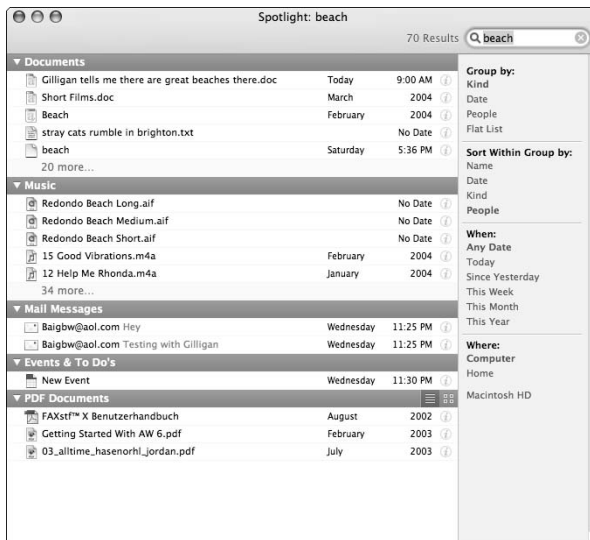 Spotlight: beach
70 Results beach
Documents
Gilligan tells me there are great beaches there.doc Today 9:00 AM
Short Films.doc March 2004
Beach February 2004
stray cats rumble in brighton.txt No Date
beach Saturday 5:36 PM
20 more...
Music
Redondo Beach Long.aif No Date
Redondo Beach Medium.aif No Date
Redondo Beach Short.aif No Date
15 Good Vibrations.m4a February 2004
12 Help Me Rhonda.m4a January 2004
34 more...
Mail Messages
Baigbw@aol.com Hey Wednesday 11:25 PM
Baigbw@aol.com Testing with Gilligan Wednesday 11:25 PM
Events & To Do's
New Event Wednesday 11:30 PM
PDF Documents
FAXstf™ X Benutzerhandbuch August 2002
Getting Started With AW 6.pdf February 2003
03_alltime_hasenorhl_jordan.pdf July 2003
Group by:
Kind
Date
People
Flat List
Sort Within Group by:
Name
Date
Kind
People
When:
Any Date
Today
Since Yesterday
This Week
This Month
This Year
Where:
Computer
Home
Macintosh HD